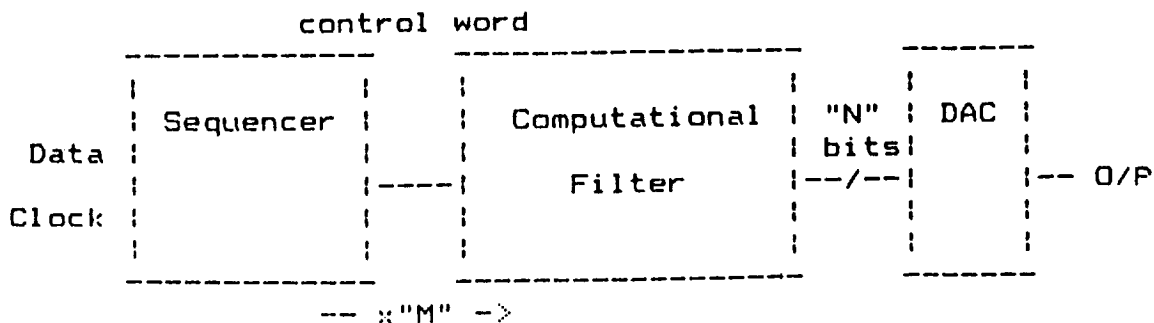 control word
Sequencer
Computational
Filter
"N"
bits
DAC
Data
Clock
--/--
-- O/P
-- x"M" ->